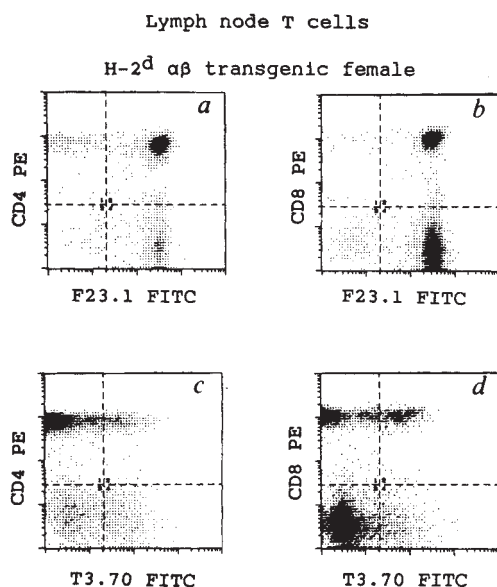 Lymph node T cells
H-2d αβ transgenic female
a
b
CD4 PE
CD8 PE
F23.1 FITC
F23.1 FITC
c
d
CD4 PE
CD8 PE
T3.70 FITC
T3.70 FITC